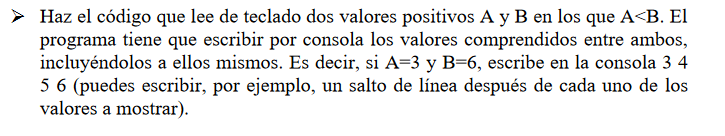 ➢ Haz el código que lee de teclado dos valores positivos A y B en los que A<B. El
programa tiene que escribir por consola los valores comprendidos entre ambos,
incluyéndolos a ellos mismos. Es decir, si A=3 y B=6, escribe en la consola 3 4
5 6 (puedes escribir, por ejemplo, un salto de línea después de cada uno de los
valores a mostrar).